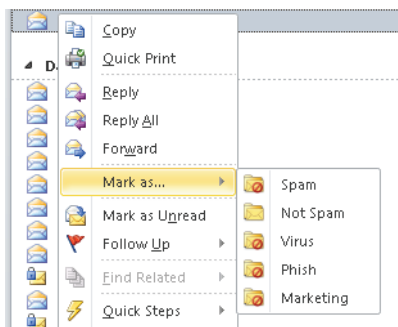 Copy
D
Quick Print
Reply
Reply All
Forward
Mark as...
Spam
Mark as Unread
Not Spam
Follow Up
Virus
Find Related
Phish
Quick Steps
Marketing